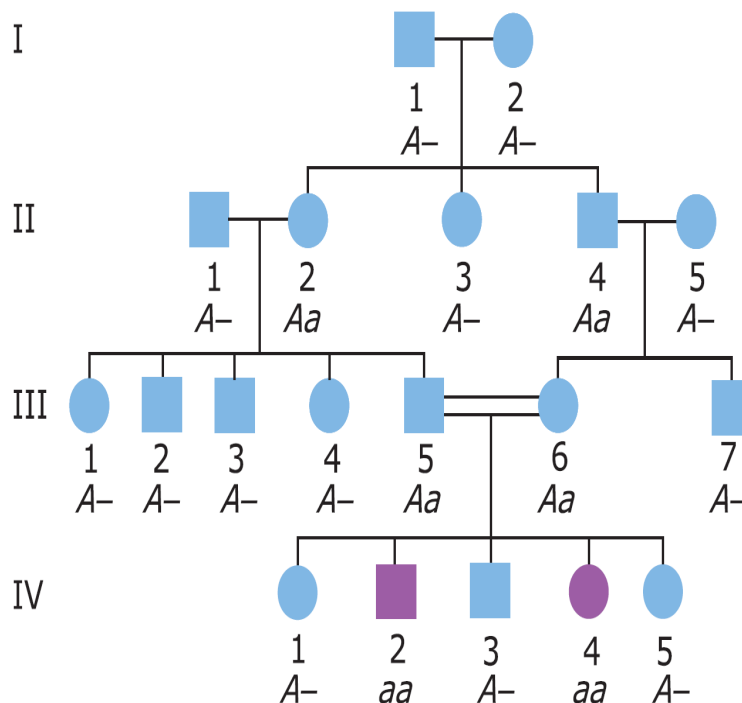 I
1 2
A– A–
II
1 2 3 4 5
A– Aa A– Aa A–
III
1 2 3 4 5 6 7
A– A– A– A– Aa Aa A–
IV
1 2 3 4 5
A– aa A– aa A–